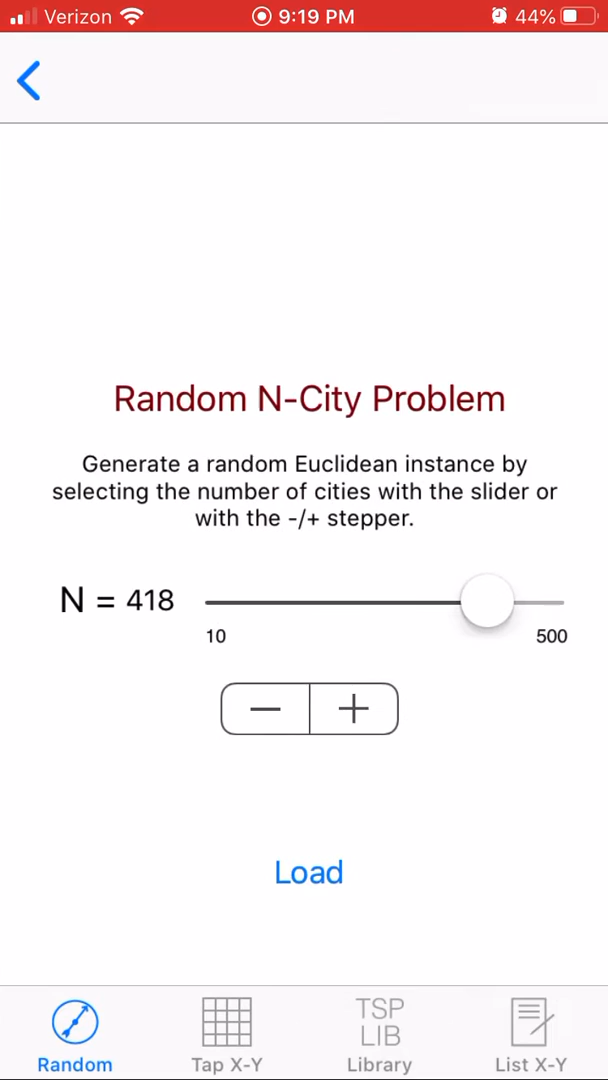 Verizon 9:19 PM 44%
Random N-City Problem
Generate a random Euclidean instance by
selecting the number of cities with the slider or
with the -/+ stepper.
N = 418
10 500
− +
Load
TSP
LIB
Random Tap X-Y Library List X-Y